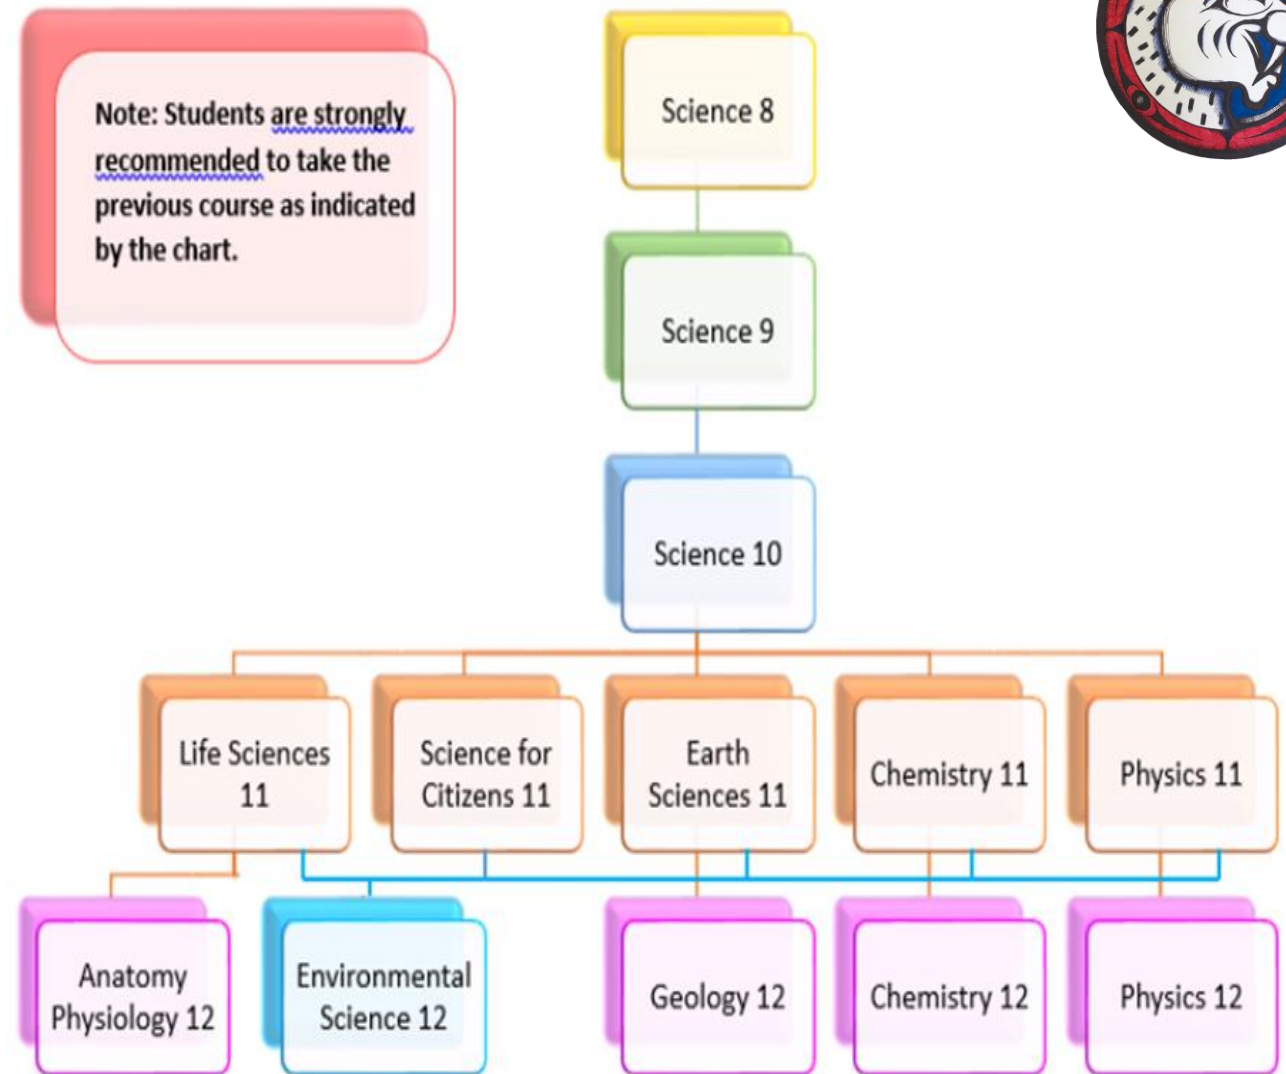 Note: Students are strongly
recommended to take the
previous course as indicated
by the chart.
Science 8
Science 9
Science 10
Life Sciences
11
Science for
Citizens 11
Earth
Sciences 11
Chemistry 11
Physics 11
Anatomy
Physiology 12
Environmental
Science 12
Geology 12
Chemistry 12
Physics 12